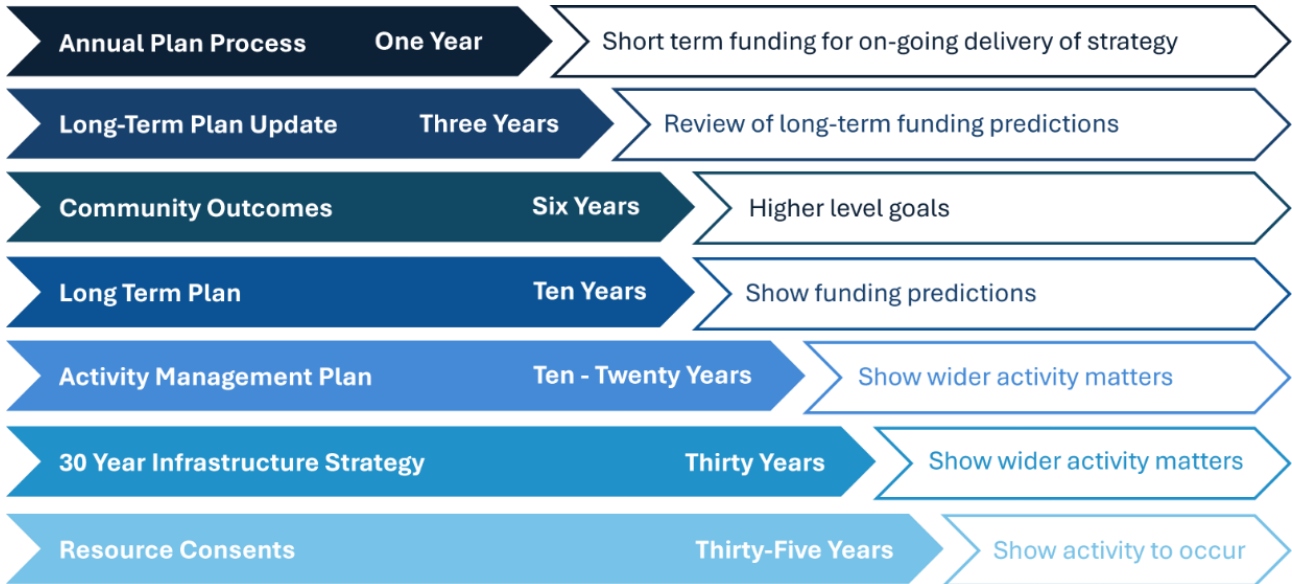 Annual Plan Process One Year Short term funding for on-going delivery of strategy
Long-Term Plan Update Three Years Review of long-term funding predictions
Community Outcomes Six Years Higher level goals
Long Term Plan Ten Years Show funding predictions
Activity Management Plan Ten - Twenty Years Show wider activity matters
30 Year Infrastructure Strategy Thirty Years Show wider activity matters
Resource Consents Thirty-Five Years Show activity to occur